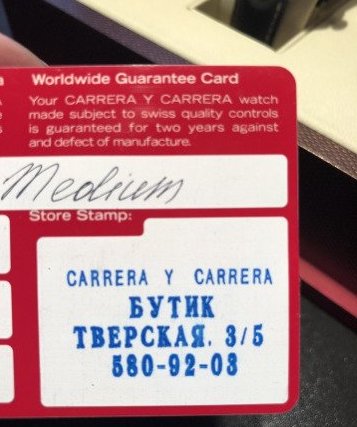 Worldwide Guarantee Card
Your CARRERA Y CARRERA watch
made subject to swiss quality controls
is guaranteed for two years against
and defect of manufacture.
Medium
Store Stamp:
CARRERA Y CARRERA
БУТИК
ТВЕРСКАЯ. 3/5
580-92-03